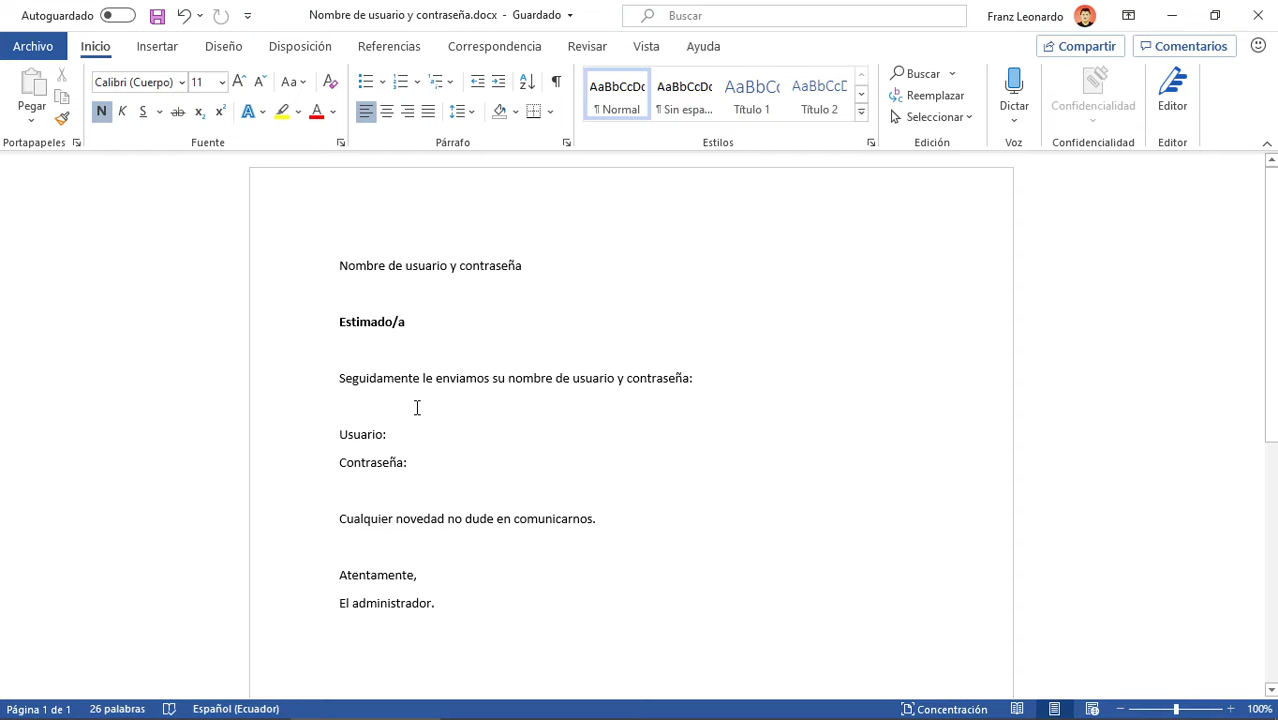 Autoguardado
Nombre de usuario y contraseña.docx - Guardado
Buscar
Franz Leonardo
Archivo Inicio Insertar Diseño Disposición Referencias Correspondencia Revisar Vista Ayuda
Compartir
Comentarios
Pegar
Portapapeles
Calibri (Cuerpo) 11
N K S ab x₂ x²
Fuente
Párrafo
AaBbCcDc AaBbCcDc AaBbCc AaBbCcD
¶ Normal ¶ Sin espa... Título 1 Título 2
Estilos
Buscar
Reemplazar
Seleccionar
Edición
Dictar
Voz
Confidencialidad
Confidencialidad
Editor
Editor
Nombre de usuario y contraseña
Estimado/a
Seguidamente le enviamos su nombre de usuario y contraseña:
Usuario:
Contraseña:
Cualquier novedad no dude en comunicarnos.
Atentamente,
El administrador.
Página 1 de 1 26 palabras Español (Ecuador) Concentración 100%